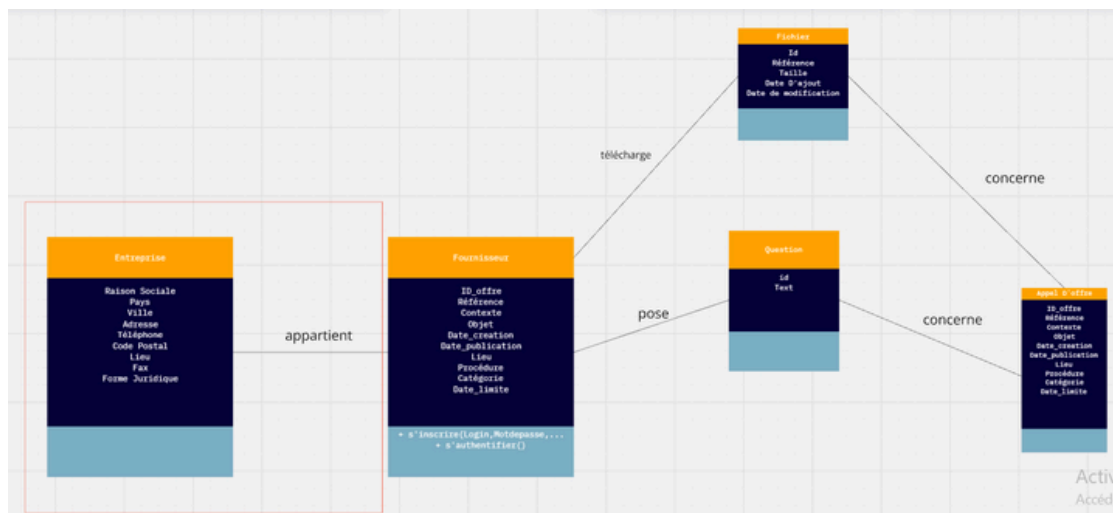 Fichier
Id
Référence
Taille
Date D'ajout
Date de modification
télécharge
concerne
Entreprise
Raison Sociale
Pays
Ville
Adresse
Téléphone
Code Postal
Lieu
Fax
Forme Juridique
appartient
Fournisseur
ID_offre
Référence
Contexte
Objet
Date_creation
Date_publication
Lieu
Procédure
Catégorie
Date_limite
+ s'inscrire(Login,Motdepasse,...
+ s'authentifier()
pose
Question
id
Text
concerne
Appel D'offre
ID_offre
Référence
Contexte
Objet
Date_creation
Date_publication
Lieu
Procédure
Catégorie
Date_limite
Activ
Accéd